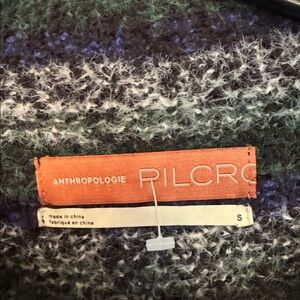 ANTHROPOLOGIE PILCRO
made in china
fabriqué en chine
S